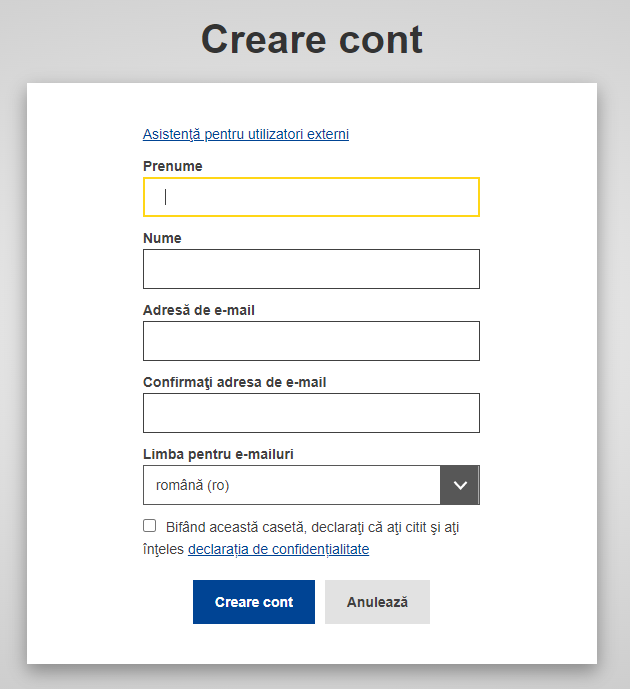 Creare cont
Asistenţă pentru utilizatori externi
Prenume
Nume
Adresă de e-mail
Confirmaţi adresa de e-mail
Limba pentru e-mailuri
română (ro)
Bifând această casetă, declaraţi că aţi citit şi aţi
înţeles declarația de confidențialitate
Creare cont
Anulează